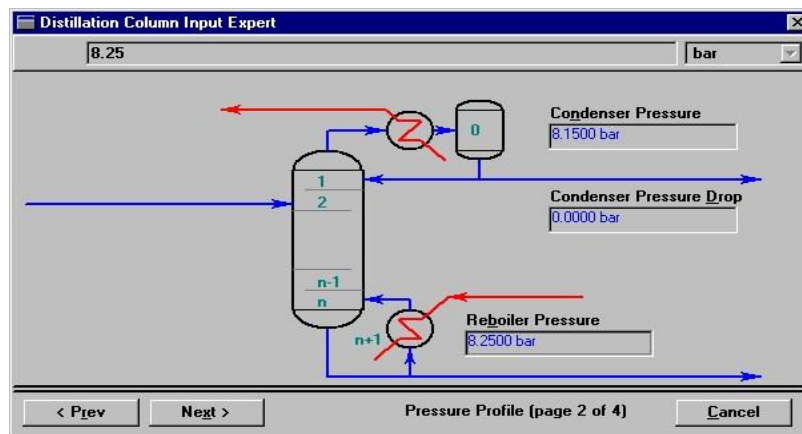 Distillation Column Input Expert
8.25 bar
0
Condenser Pressure
8.1500 bar
1
2
Condenser Pressure Drop
0.0000 bar
n-1
n
n+1
Reboiler Pressure
8.2500 bar
< Prev Next > Pressure Profile (page 2 of 4) Cancel